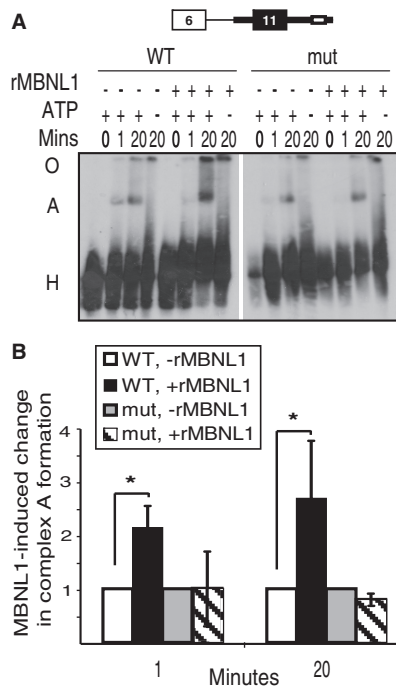 A
6 11
WT mut
rMBNL1 - - - - + + + + - - - - + + + +
ATP + + + - + + + - + + + - + + + -
Mins 0 1 20 20 0 1 20 20 0 1 20 20 0 1 20 20
O
A
H
B
WT, -rMBNL1
WT, +rMBNL1
mut, -rMBNL1
mut, +rMBNL1
MBNL1-induced change
in complex A formation
4
3
2
1
* *
1 20
Minutes